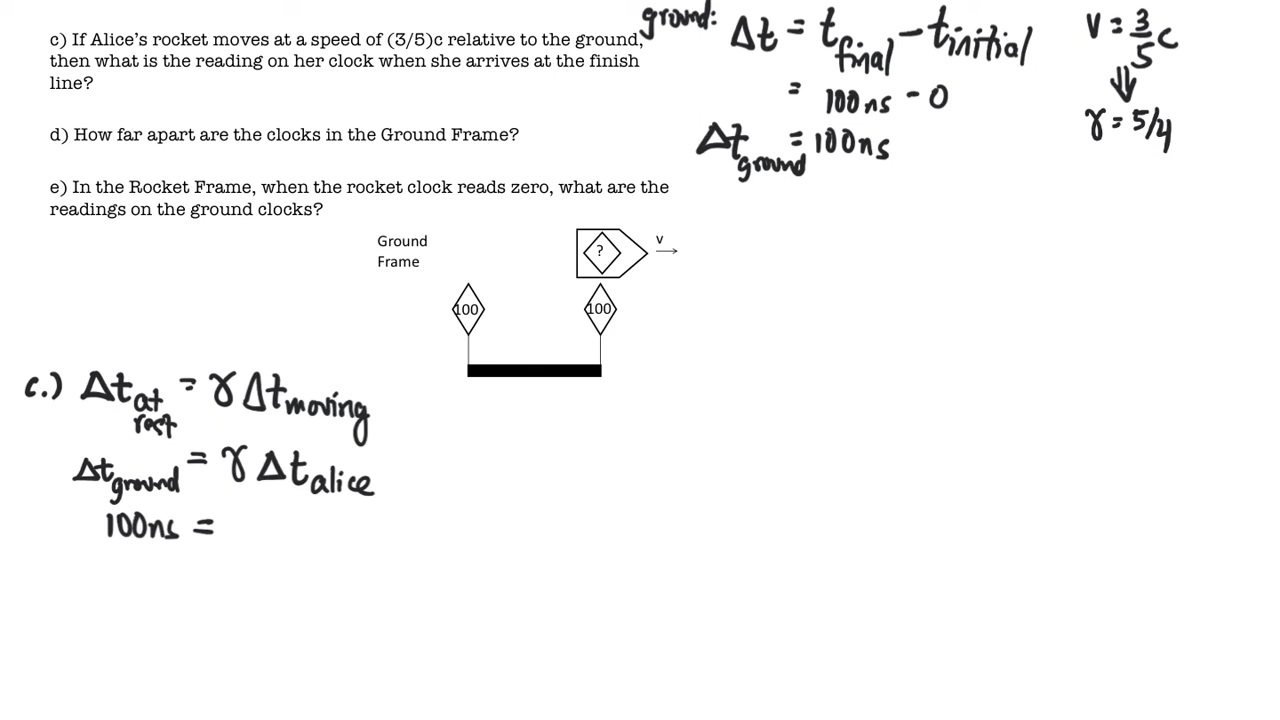 c) If Alice's rocket moves at a speed of (3/5)c relative to the ground,
then what is the reading on her clock when she arrives at the finish
line?
d) How far apart are the clocks in the Ground Frame?
e) In the Rocket Frame, when the rocket clock reads zero, what are the
readings on the ground clocks?
ground: Δt = t_final - t_initial
= 100ns - 0
Δt_ground = 100ns
v = 3/5 c
⇓
γ = 5/4
Ground
Frame
?
v
→
100
100
c.) Δt_at rest = γ Δt_moving
Δt_ground = γ Δt_alice
100ns =